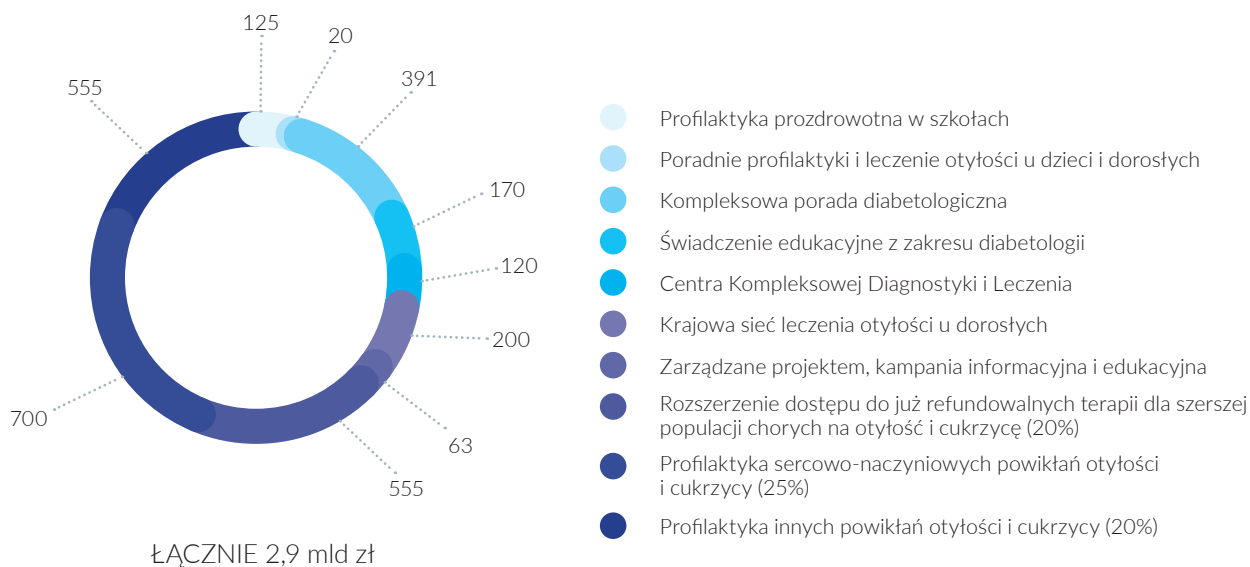 125
20
391
555
170
120
200
63
555
700
ŁĄCZNIE 2,9 mld zł
Profilaktyka prozdrowotna w szkołach
Poradnie profilaktyki i leczenie otyłości u dzieci i dorosłych
Kompleksowa porada diabetologiczna
Świadczenie edukacyjne z zakresu diabetologii
Centra Kompleksowej Diagnostyki i Leczenia
Krajowa sieć leczenia otyłości u dorosłych
Zarządzane projektem, kampania informacyjna i edukacyjna
Rozszerzenie dostępu do już refundowalnych terapii dla szerszej
populacji chorych na otyłość i cukrzycę (20%)
Profilaktyka sercowo-naczyniowych powikłań otyłości
i cukrzycy (25%)
Profilaktyka innych powikłań otyłości i cukrzycy (20%)